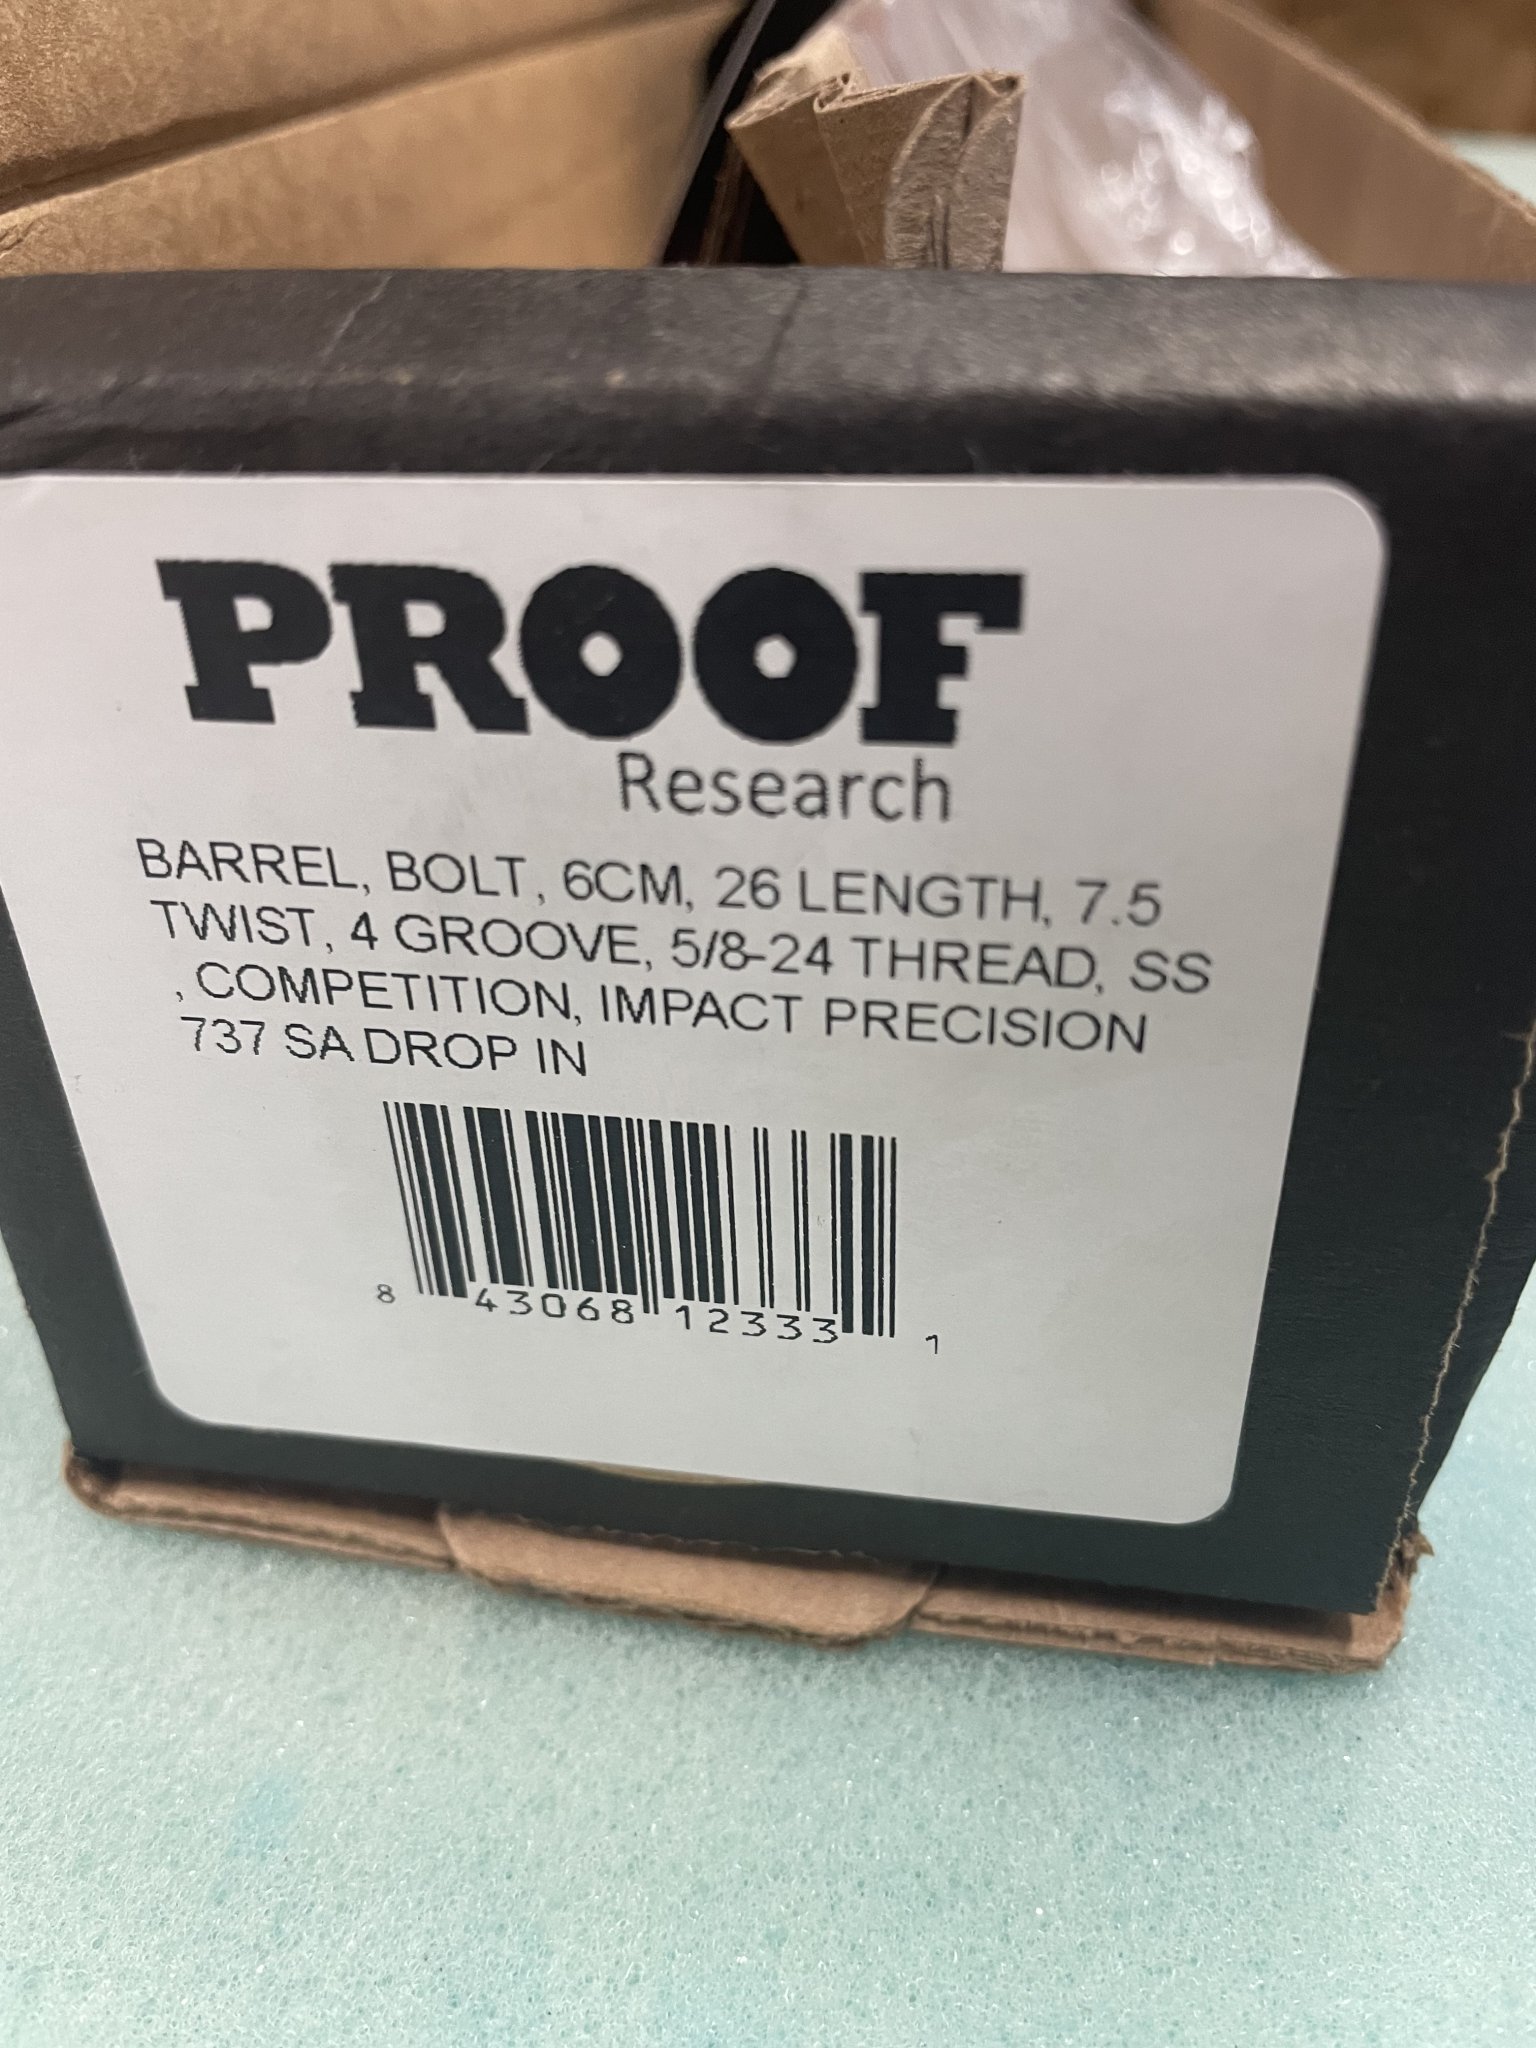 PROOF
Research
BARREL, BOLT, 6CM, 26 LENGTH, 7.5
TWIST, 4 GROOVE, 5/8-24 THREAD, SS
, COMPETITION, IMPACT PRECISION
737 SA DROP IN
8 43068 12333 1